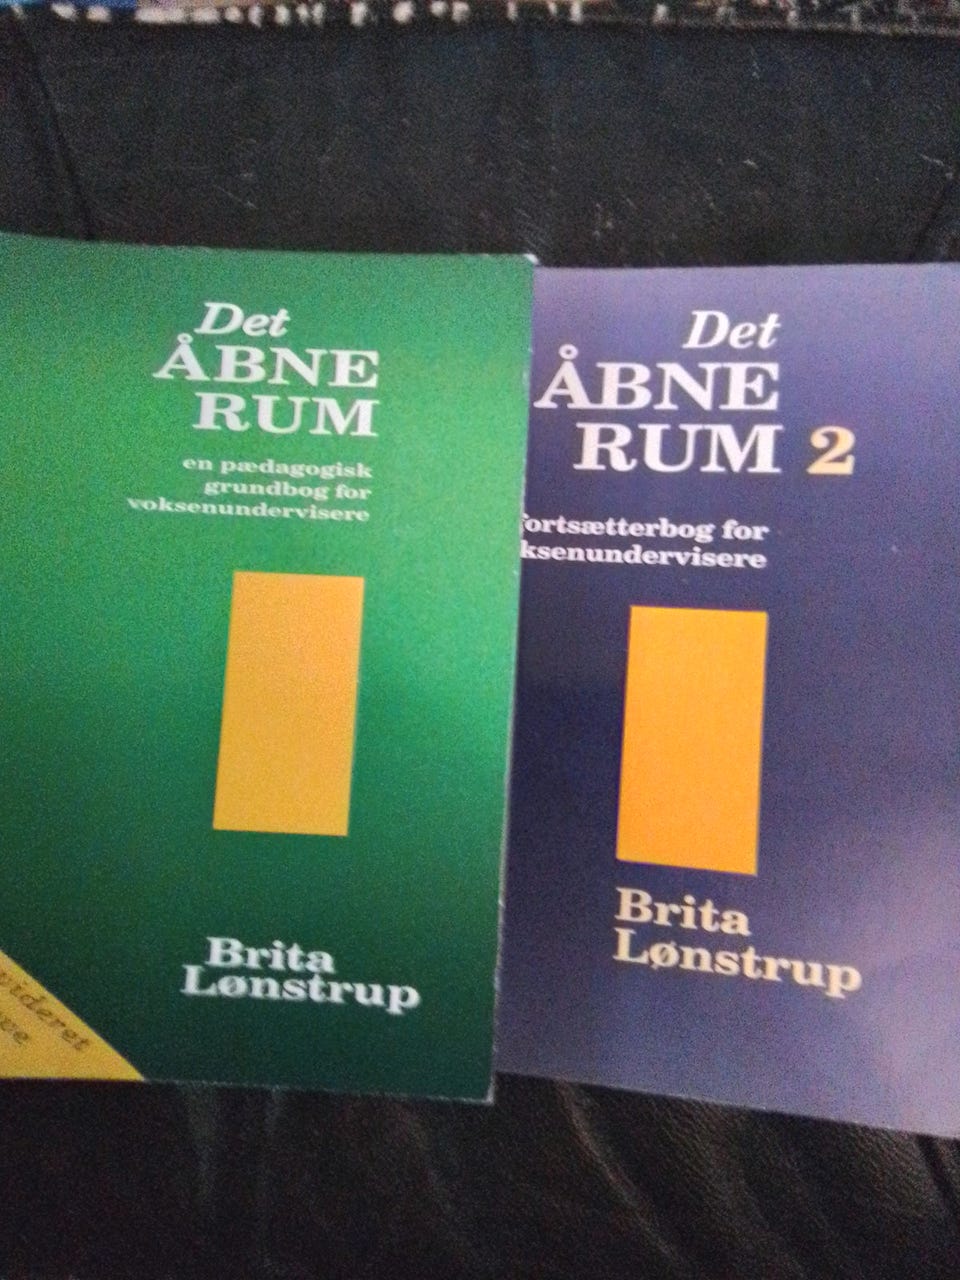 Det
ÅBNE
RUM
en pædagogisk
grundbog for
voksenundervisere
Brita
Lønstrup
videret
Det
ÅBNE
RUM 2
fortsætterbog for
ksenundervisere
Brita
Lønstrup